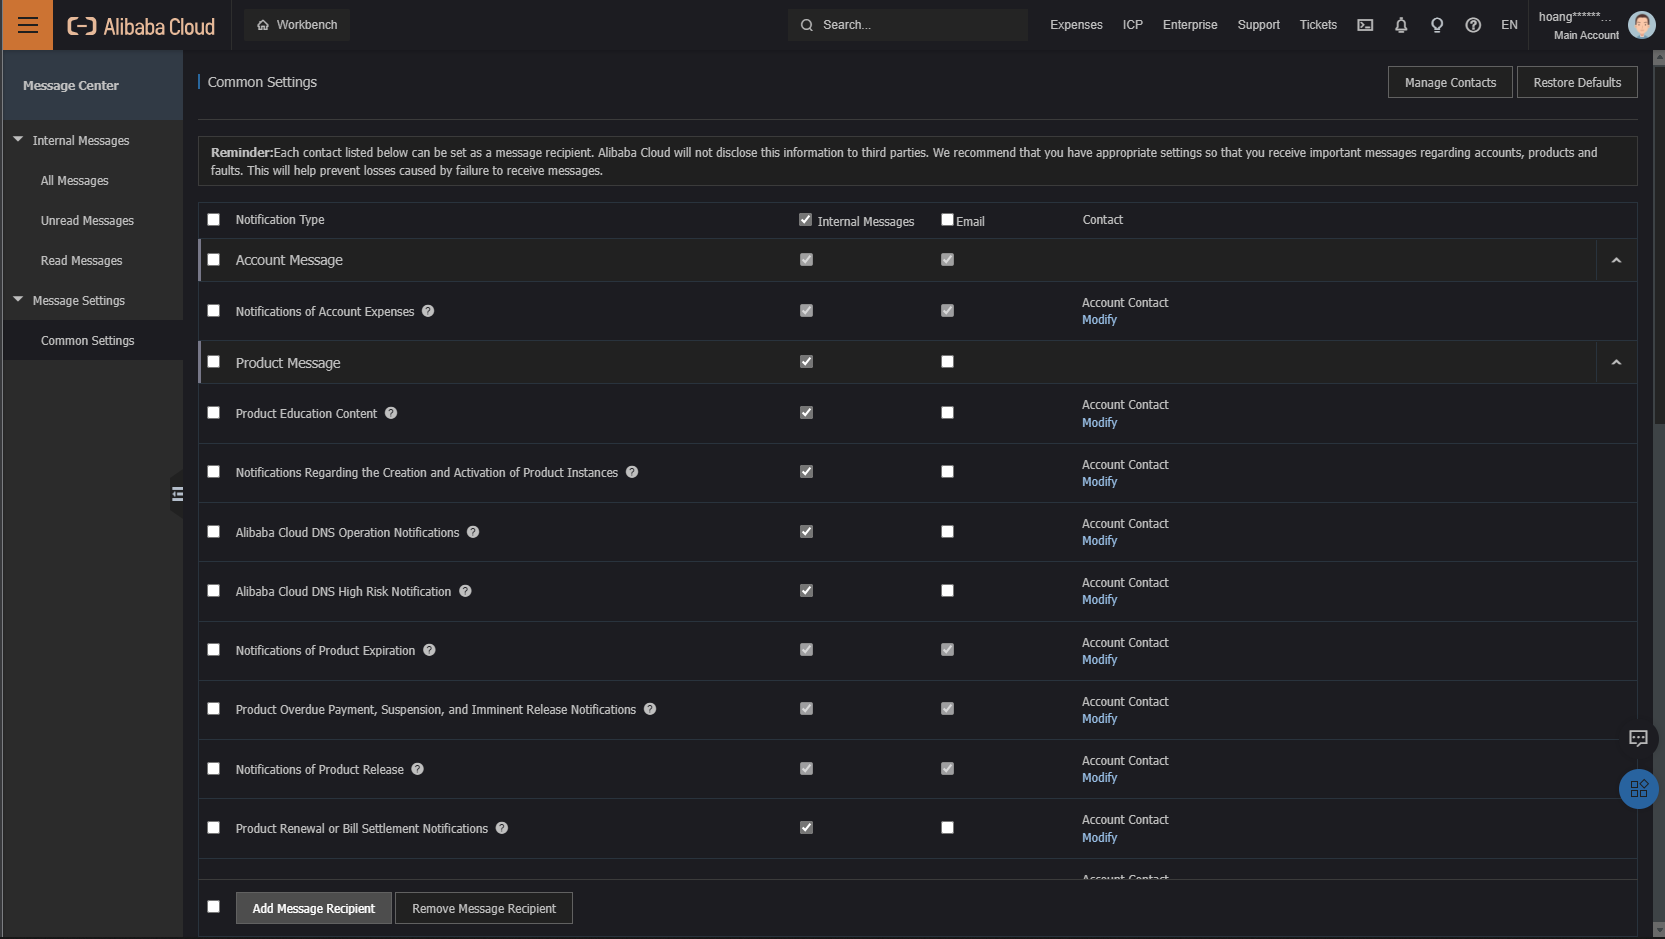 Alibaba Cloud
Workbench
Search...
Expenses
ICP
Enterprise
Support
Tickets
EN
hoang******...
Main Account
Message Center
Internal Messages
All Messages
Unread Messages
Read Messages
Message Settings
Common Settings
Common Settings
Manage Contacts
Restore Defaults
Reminder:Each contact listed below can be set as a message recipient. Alibaba Cloud will not disclose this information to third parties. We recommend that you have appropriate settings so that you receive important messages regarding accounts, products and
faults. This will help prevent losses caused by failure to receive messages.
Notification Type Internal Messages Email Contact
Account Message
Notifications of Account Expenses ? Account Contact
Modify
Product Message
Product Education Content ? Account Contact
Modify
Notifications Regarding the Creation and Activation of Product Instances ? Account Contact
Modify
Alibaba Cloud DNS Operation Notifications ? Account Contact
Modify
Alibaba Cloud DNS High Risk Notification ? Account Contact
Modify
Notifications of Product Expiration ? Account Contact
Modify
Product Overdue Payment, Suspension, and Imminent Release Notifications ? Account Contact
Modify
Notifications of Product Release ? Account Contact
Modify
Product Renewal or Bill Settlement Notifications ? Account Contact
Modify
Account Contact
Add Message Recipient
Remove Message Recipient